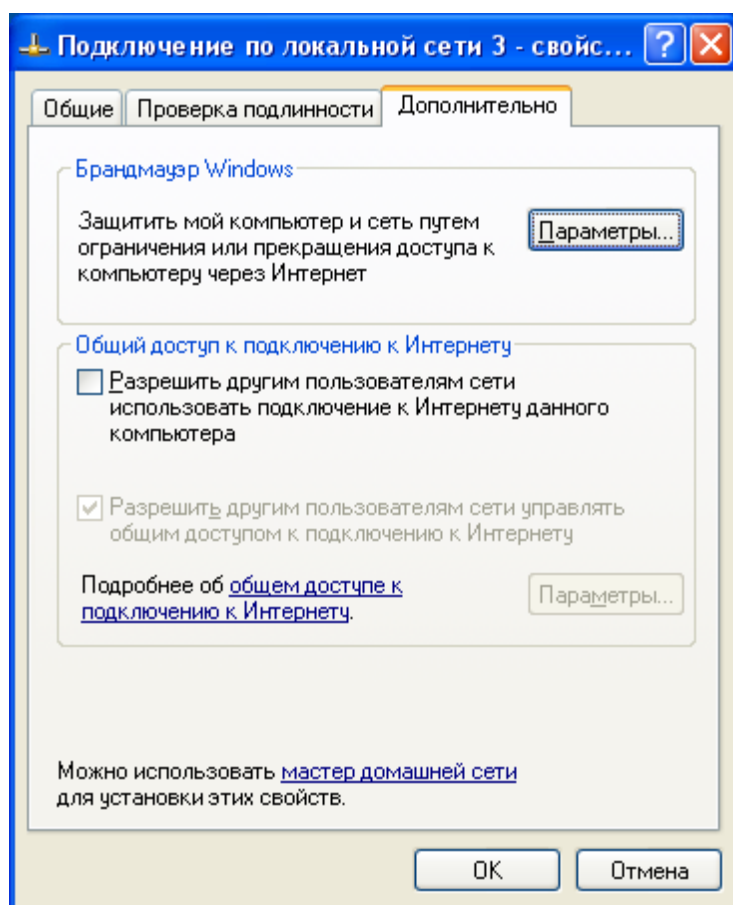 Подключение по локальной сети 3 - свойс...
Общие
Проверка подлинности
Дополнительно
Брандмауэр Windows
Защитить мой компьютер и сеть путем
ограничения или прекращения доступа к
компьютеру через Интернет
Параметры...
Общий доступ к подключению к Интернету
Разрешить другим пользователям сети
использовать подключение к Интернету данного
компьютера
Разрешить другим пользователям сети управлять
общим доступом к подключению к Интернету
Подробнее об общем доступе к
подключению к Интернету.
Параметры...
Можно использовать мастер домашней сети
для установки этих свойств.
OK
Отмена